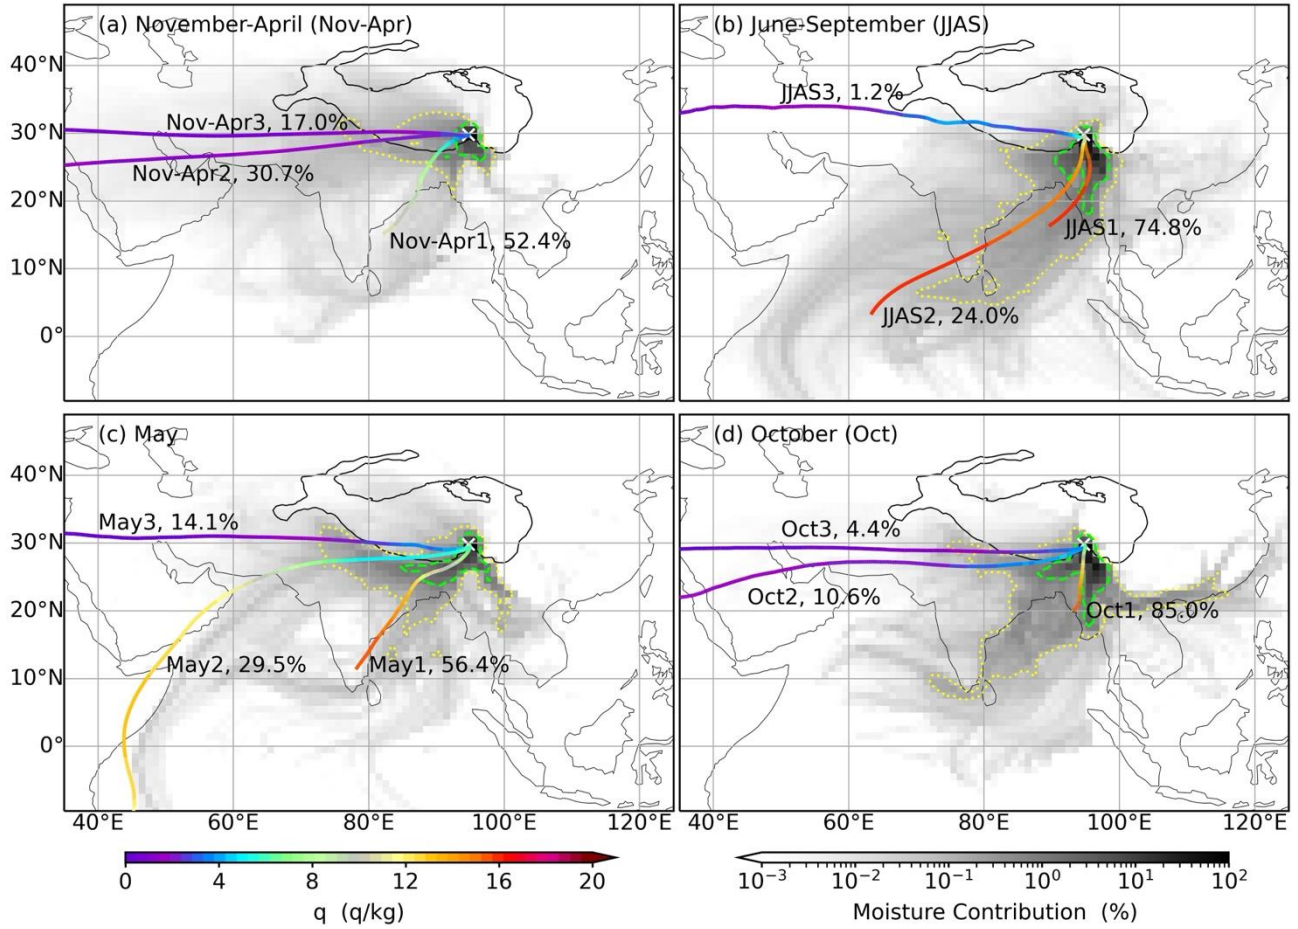 (a) November-April (Nov-Apr)
(b) June-September (JJAS)
40°N
30°N
20°N
10°N
0°
Nov-Apr3, 17.0%
Nov-Apr2, 30.7%
Nov-Apr1, 52.4%
JJAS3, 1.2%
JJAS1, 74.8%
JJAS2, 24.0%
(c) May
(d) October (Oct)
40°N
30°N
20°N
10°N
0°
May3, 14.1%
May2, 29.5%
May1, 56.4%
Oct3, 4.4%
Oct2, 10.6%
Oct1, 85.0%
40°E 60°E 80°E 100°E 120°E
40°E 60°E 80°E 100°E 120°E
0 4 8 12 16 20
q (q/kg)
10⁻³ 10⁻² 10⁻¹ 10⁰ 10¹ 10²
Moisture Contribution (%)